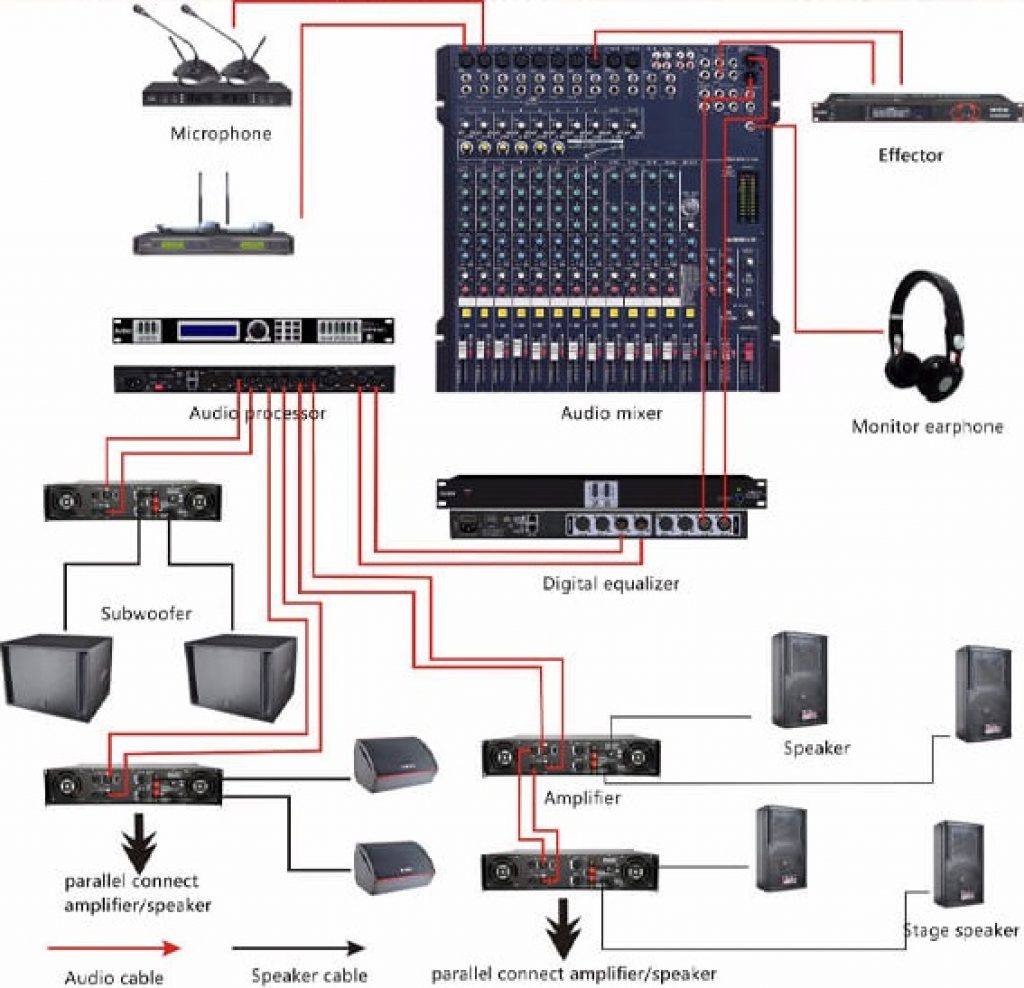 Microphone
Effector
Audio processor
Audio mixer
Monitor earphone
Digital equalizer
Subwoofer
Speaker
Amplifier
parallel connect
amplifier/speaker
Stage speaker
Audio cable
Speaker cable
parallel connect amplifier/speaker